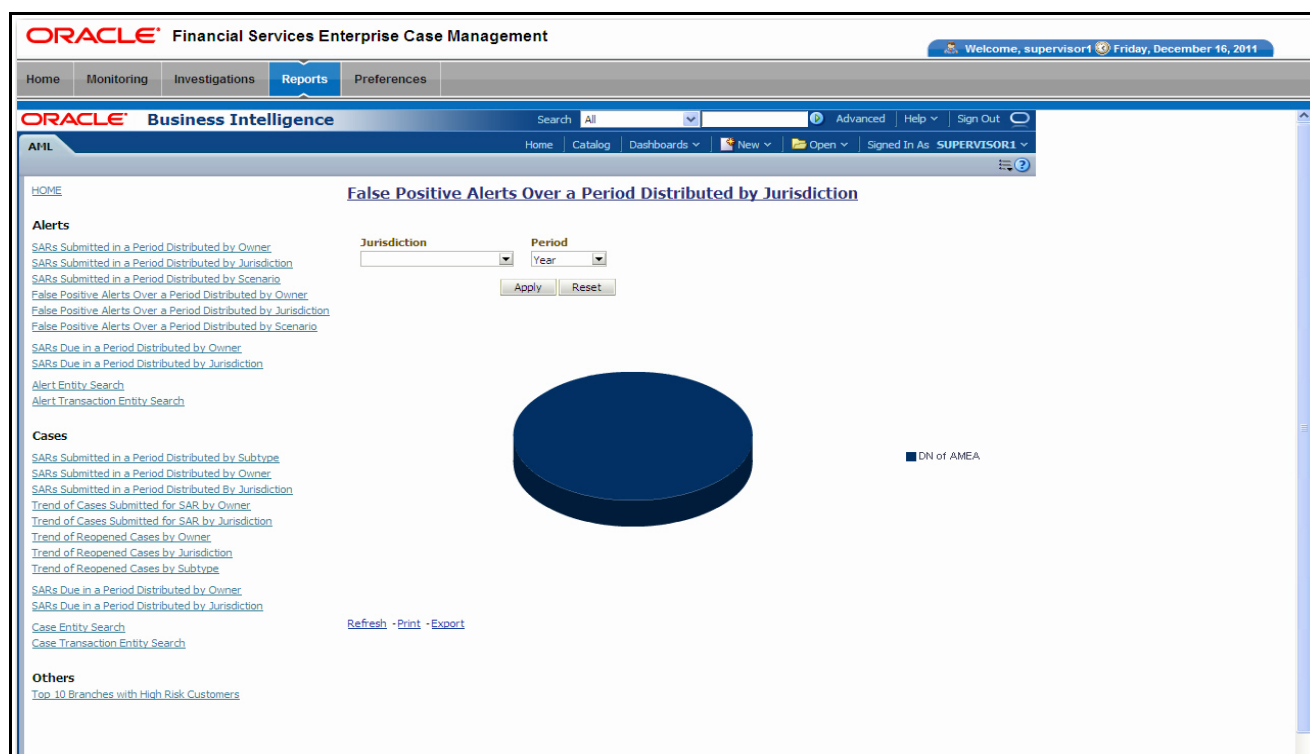 ORACLE® Financial Services Enterprise Case Management
Welcome, supervisor1 Friday, December 16, 2011
Home Monitoring Investigations Reports Preferences
ORACLE® Business Intelligence
Search All Advanced Help Sign Out
AML
Home Catalog Dashboards New Open Signed In As SUPERVISOR1
HOME
Alerts
SARs Submitted in a Period Distributed by Owner
SARs Submitted in a Period Distributed by Jurisdiction
SARs Submitted in a Period Distributed by Scenario
False Positive Alerts Over a Period Distributed by Owner
False Positive Alerts Over a Period Distributed by Jurisdiction
False Positive Alerts Over a Period Distributed by Scenario
SARs Due in a Period Distributed by Owner
SARs Due in a Period Distributed by Jurisdiction
Alert Entity Search
Alert Transaction Entity Search
Cases
SARs Submitted in a Period Distributed by Subtype
SARs Submitted in a Period Distributed by Owner
SARs Submitted in a Period Distributed By Jurisdiction
Trend of Cases Submitted for SAR by Owner
Trend of Cases Submitted for SAR by Jurisdiction
Trend of Reopened Cases by Owner
Trend of Reopened Cases by Jurisdiction
Trend of Reopened Cases by Subtype
SARs Due in a Period Distributed by Owner
SARs Due in a Period Distributed by Jurisdiction
Case Entity Search
Case Transaction Entity Search
Others
Top 10 Branches with High Risk Customers
False Positive Alerts Over a Period Distributed by Jurisdiction
Jurisdiction Period
Year
Apply Reset
DN of AMEA
Refresh - Print - Export